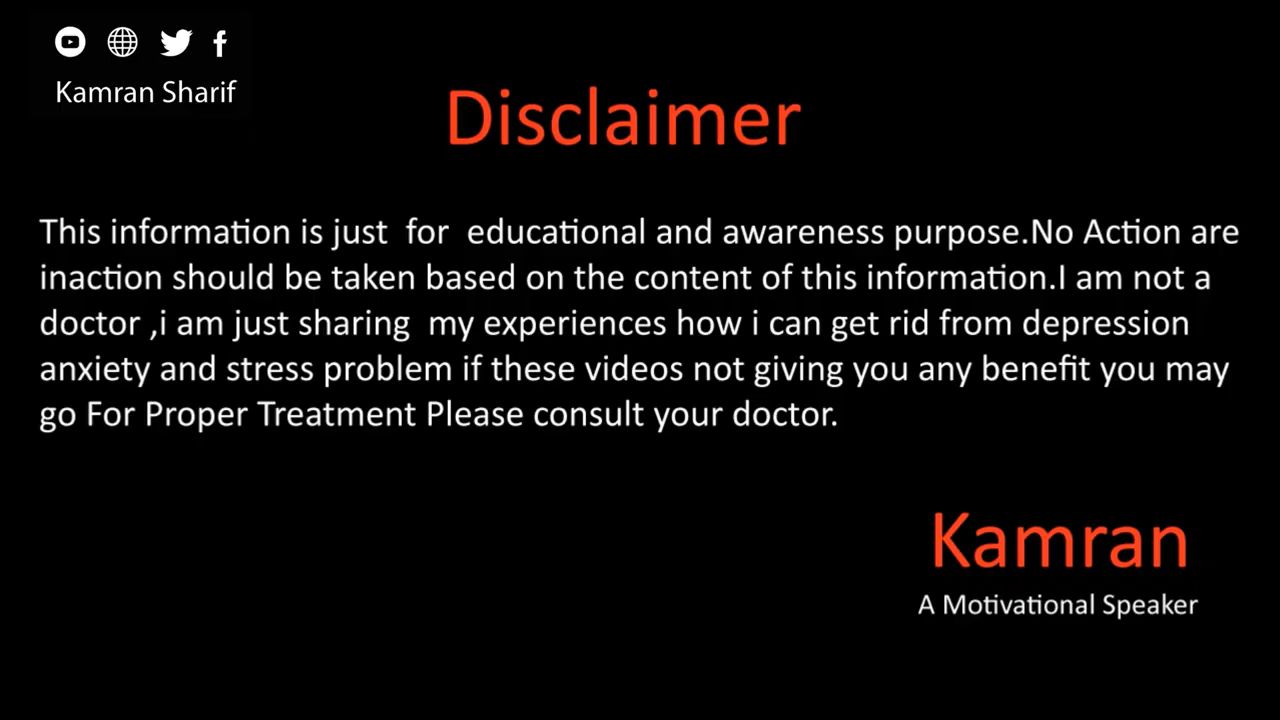 Kamran Sharif
Disclaimer
This information is just for educational and awareness purpose.No Action are
inaction should be taken based on the content of this information.I am not a
doctor ,i am just sharing my experiences how i can get rid from depression
anxiety and stress problem if these videos not giving you any benefit you may
go For Proper Treatment Please consult your doctor.
Kamran
A Motivational Speaker